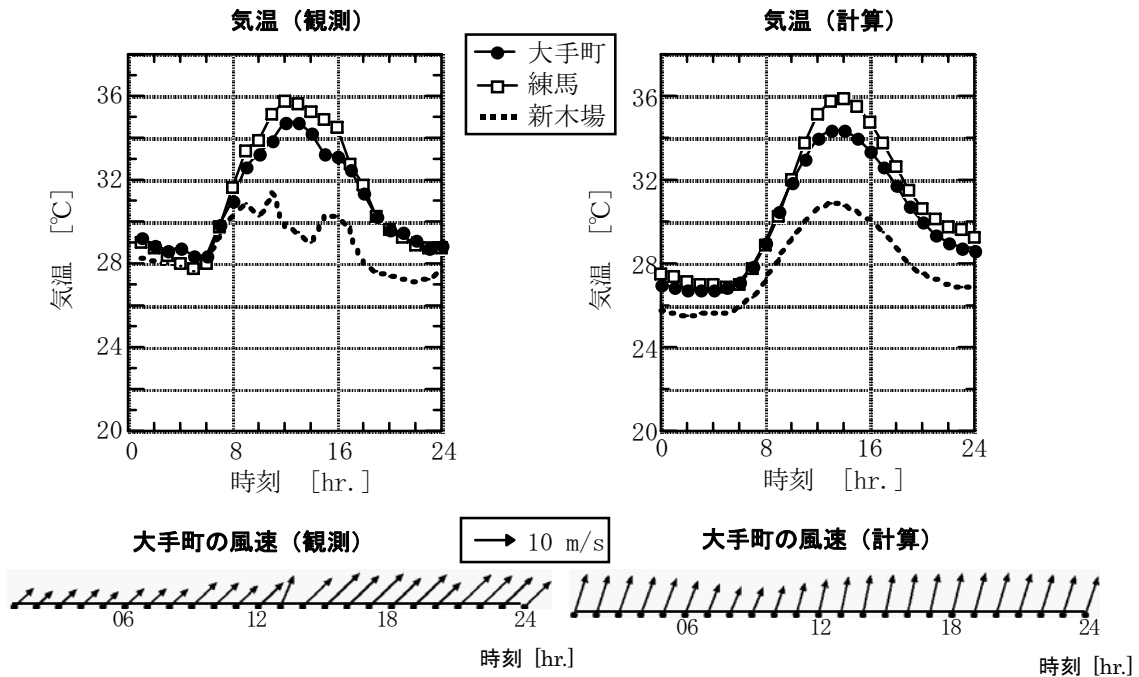 気温（観測）
気温 [℃]
36
32
28
24
20
0
8
16
24
時刻 [hr.]
大手町
練馬
新木場
気温（計算）
気温 [℃]
36
32
28
24
20
0
8
16
24
時刻 [hr.]
大手町の風速（観測）
10 m/s
大手町の風速（計算）
06
12
18
24
時刻 [hr.]
06
12
18
24
時刻 [hr.]